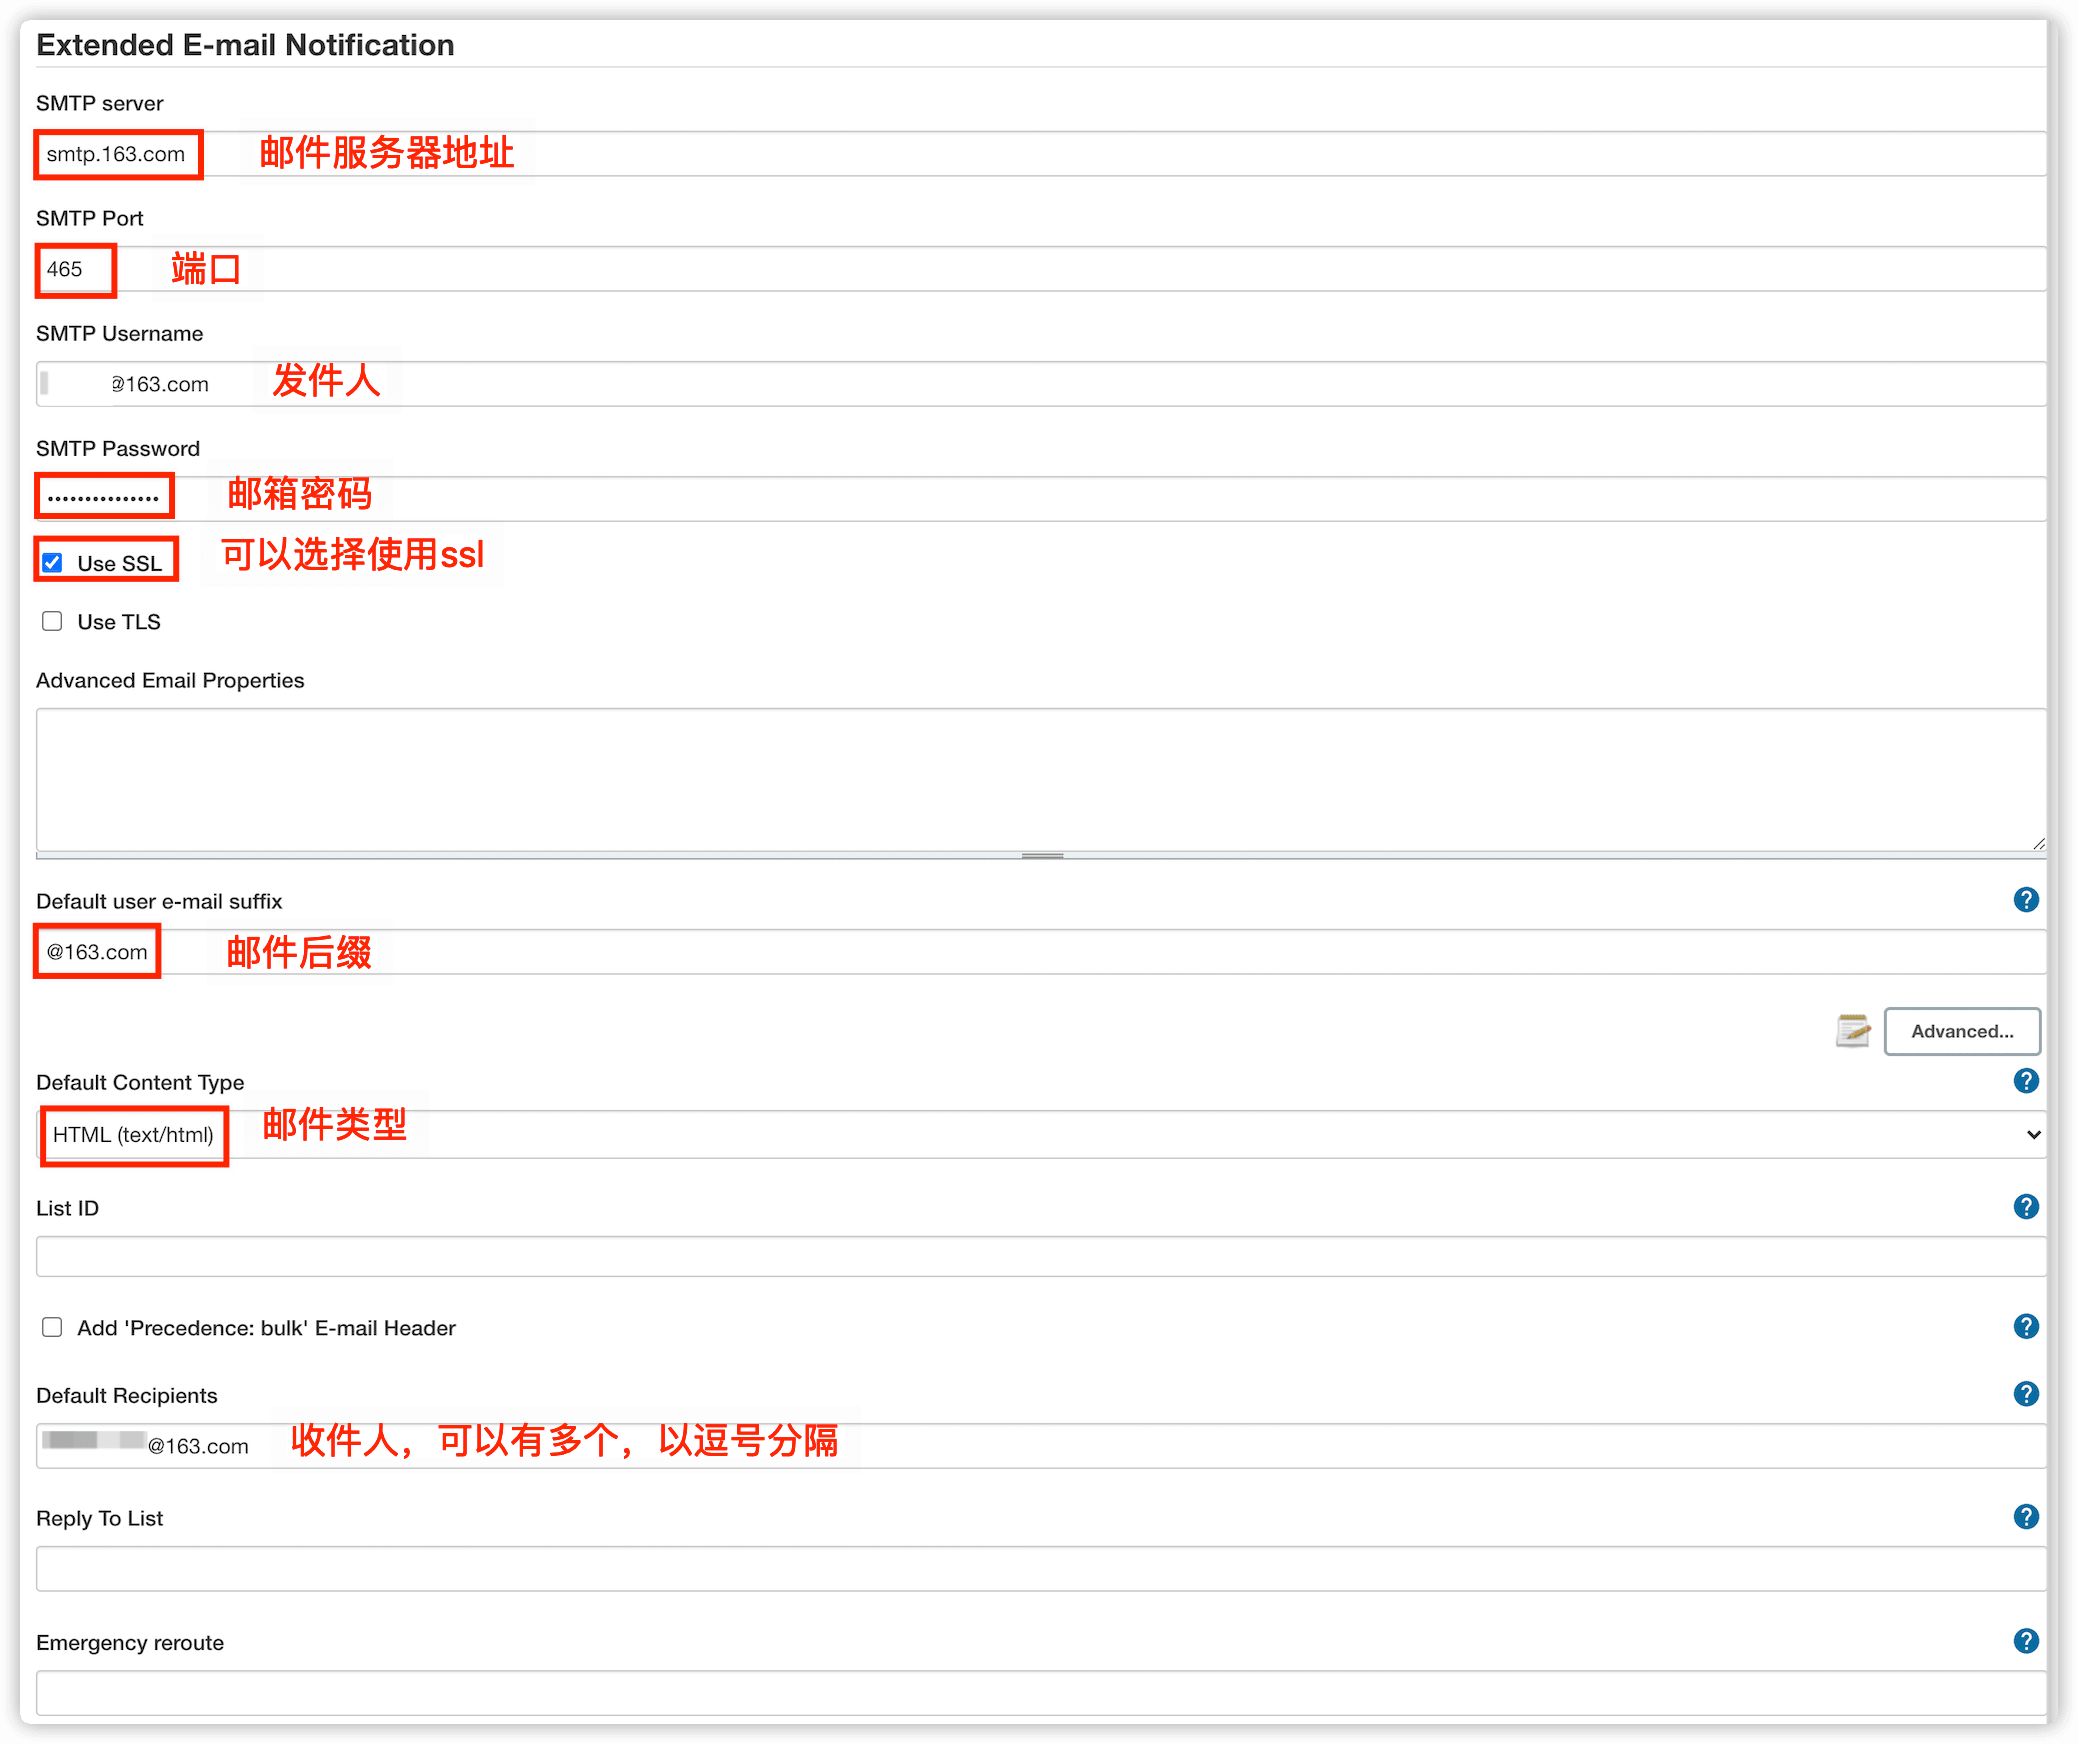 Extended E-mail Notification
SMTP server
smtp.163.com 邮件服务器地址
SMTP Port
465 端口
SMTP Username
@163.com 发件人
SMTP Password
••••••••••••••• 邮箱密码
Use SSL 可以选择使用ssl
Use TLS
Advanced Email Properties
Default user e-mail suffix
@163.com 邮件后缀
Advanced...
Default Content Type
HTML (text/html) 邮件类型
List ID
Add 'Precedence: bulk' E-mail Header
Default Recipients
@163.com 收件人，可以有多个，以逗号分隔
Reply To List
Emergency reroute